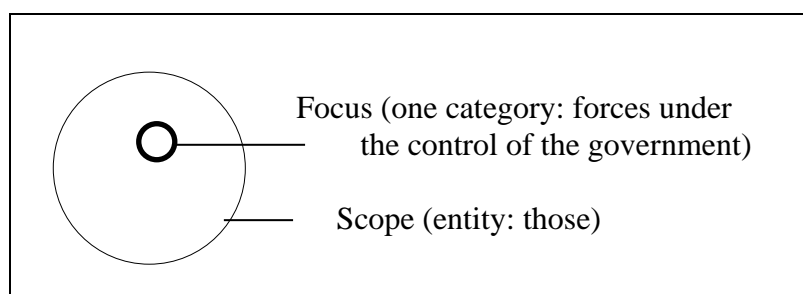 Focus (one category: forces under
the control of the government)
Scope (entity: those)